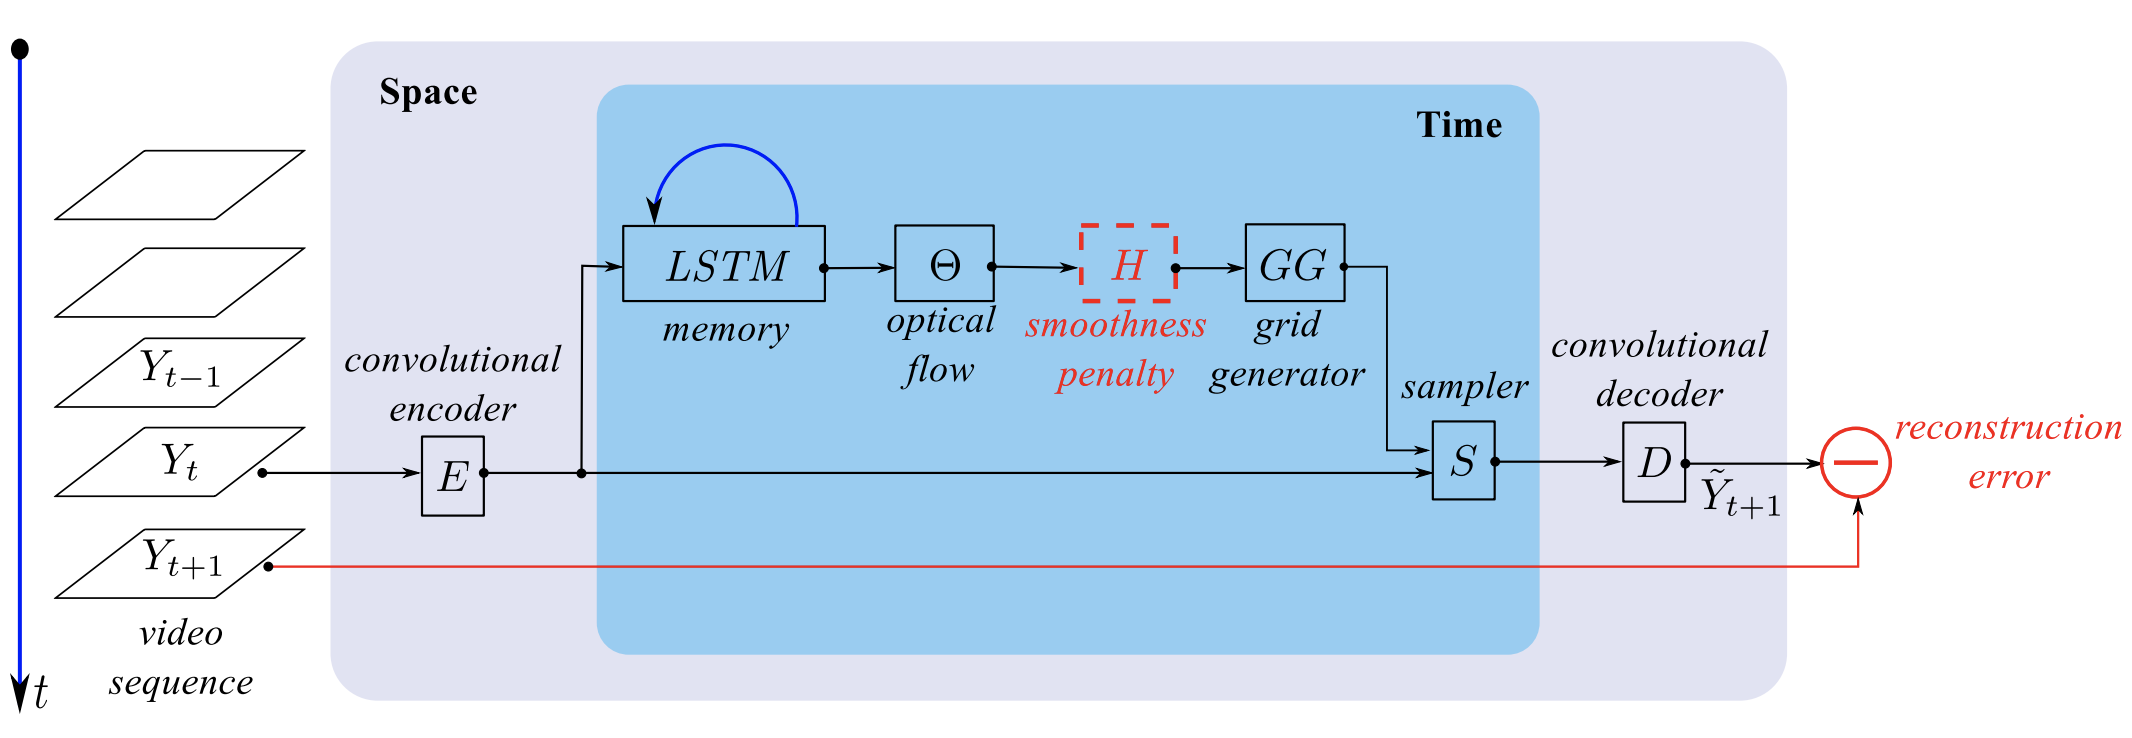 Space
Time
LSTM
memory
Θ
optical
flow
H
smoothness
penalty
GG
grid
generator
Y_{t-1}
convolutional
encoder
Y_t
E
sampler
S
convolutional
decoder
D
\tilde{Y}_{t+1}
reconstruction
error
Y_{t+1}
video
sequence
t